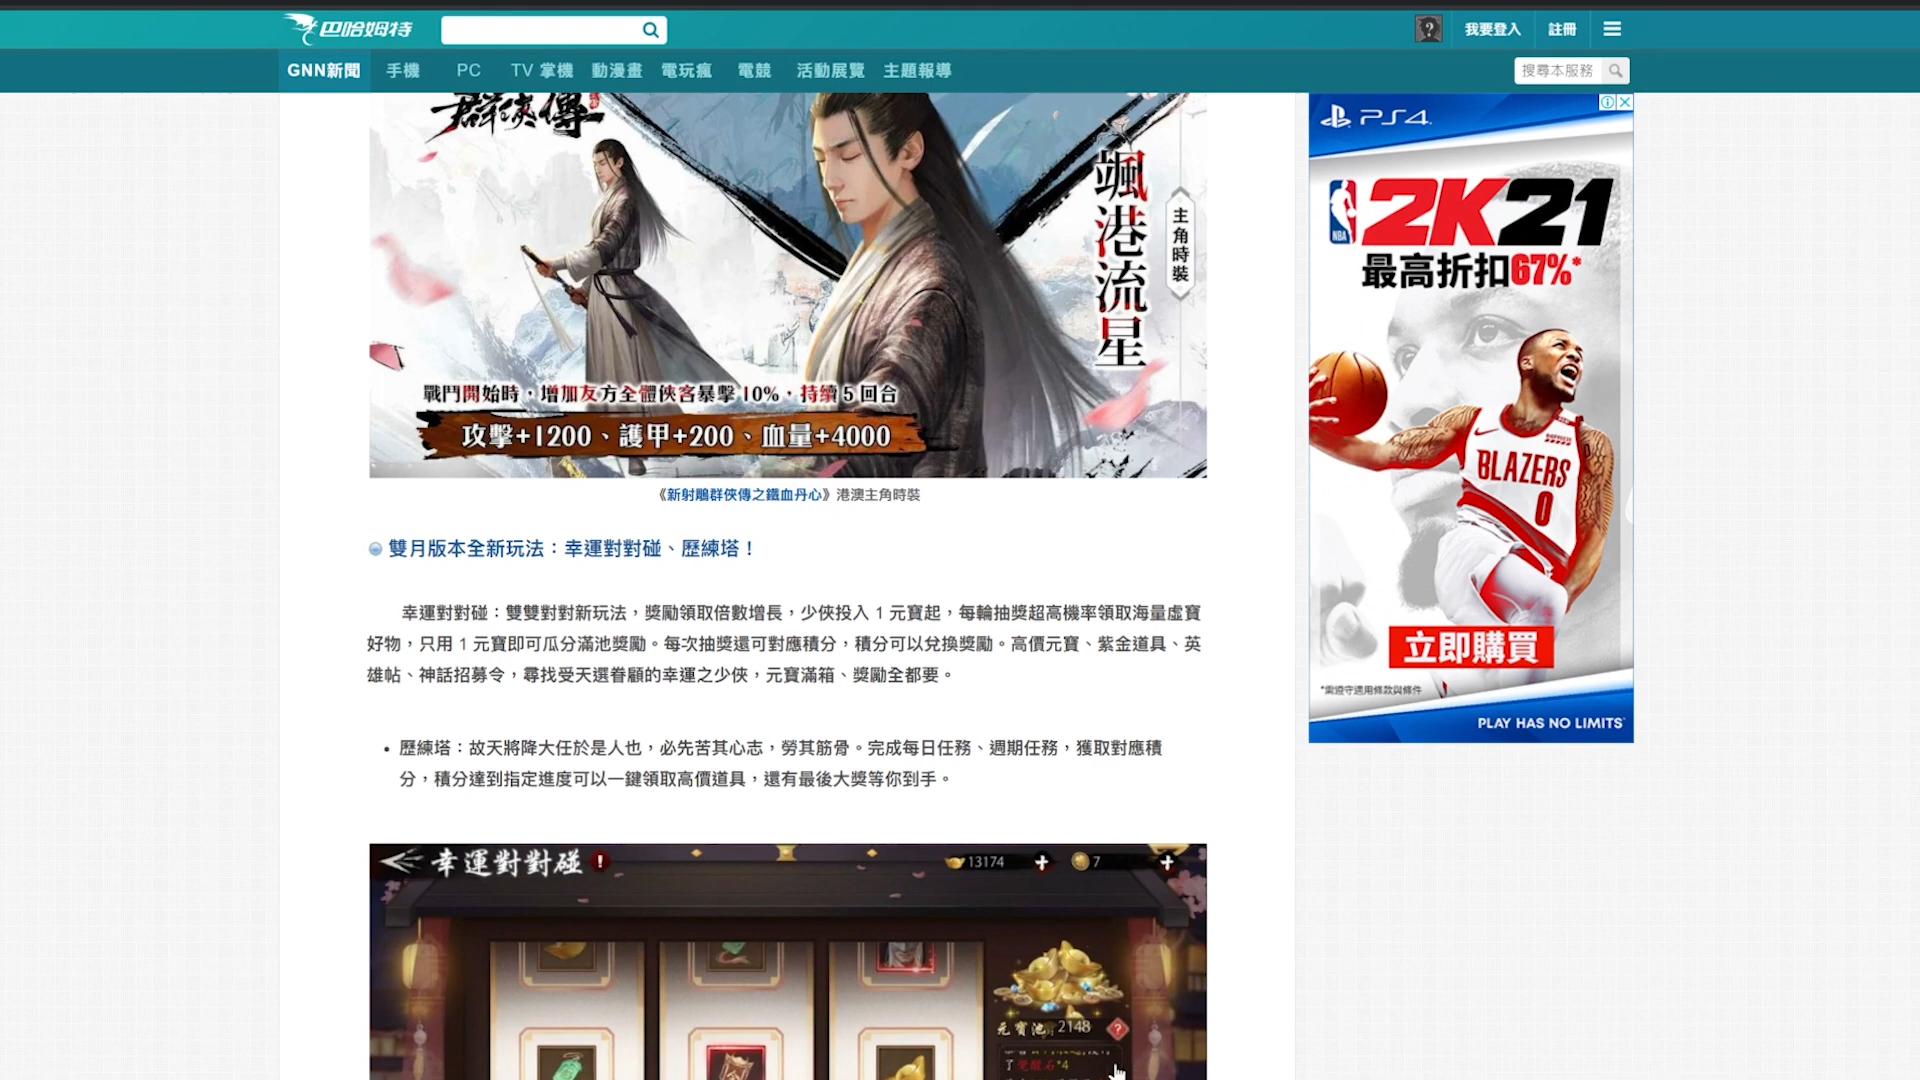 巴哈姆特
我要登入
註冊
GNN新聞 手機 PC TV 掌機 動漫畫 電玩瘋 電競 活動展覽 主題報導
搜尋本服務
群俠傳
颯港流星
主角時裝
戰鬥開始時，增加友方全體俠客暴擊10%，持續5回合
攻擊+1200、護甲+200、血量+4000
《新射鵰群俠傳之鐵血丹心》港澳主角時裝
雙月版本全新玩法：幸運對對碰、歷練塔！
幸運對對碰：雙雙對對新玩法，獎勵領取倍數增長，少俠投入 1 元寶起，每輪抽獎超高機率領取海量虛寶
好物，只用 1 元寶即可瓜分滿池獎勵。每次抽獎還可對應積分，積分可以兌換獎勵。高價元寶、紫金道具、英
雄帖、神話招募令，尋找受天選眷顧的幸運之少俠，元寶滿箱、獎勵全都要。
• 歷練塔：故天將降大任於是人也，必先苦其心志，勞其筋骨。完成每日任務、週期任務，獲取對應積
分，積分達到指定進度可以一鍵領取高價道具，還有最後大獎等你到手。
幸運對對碰
13174
7
元寶池 2148
了覺醒石*4
PS4
NBA
2K21
最高折扣67%*
BLAZERS
0
立即購買
*需遵守適用條款與條件
PLAY HAS NO LIMITS